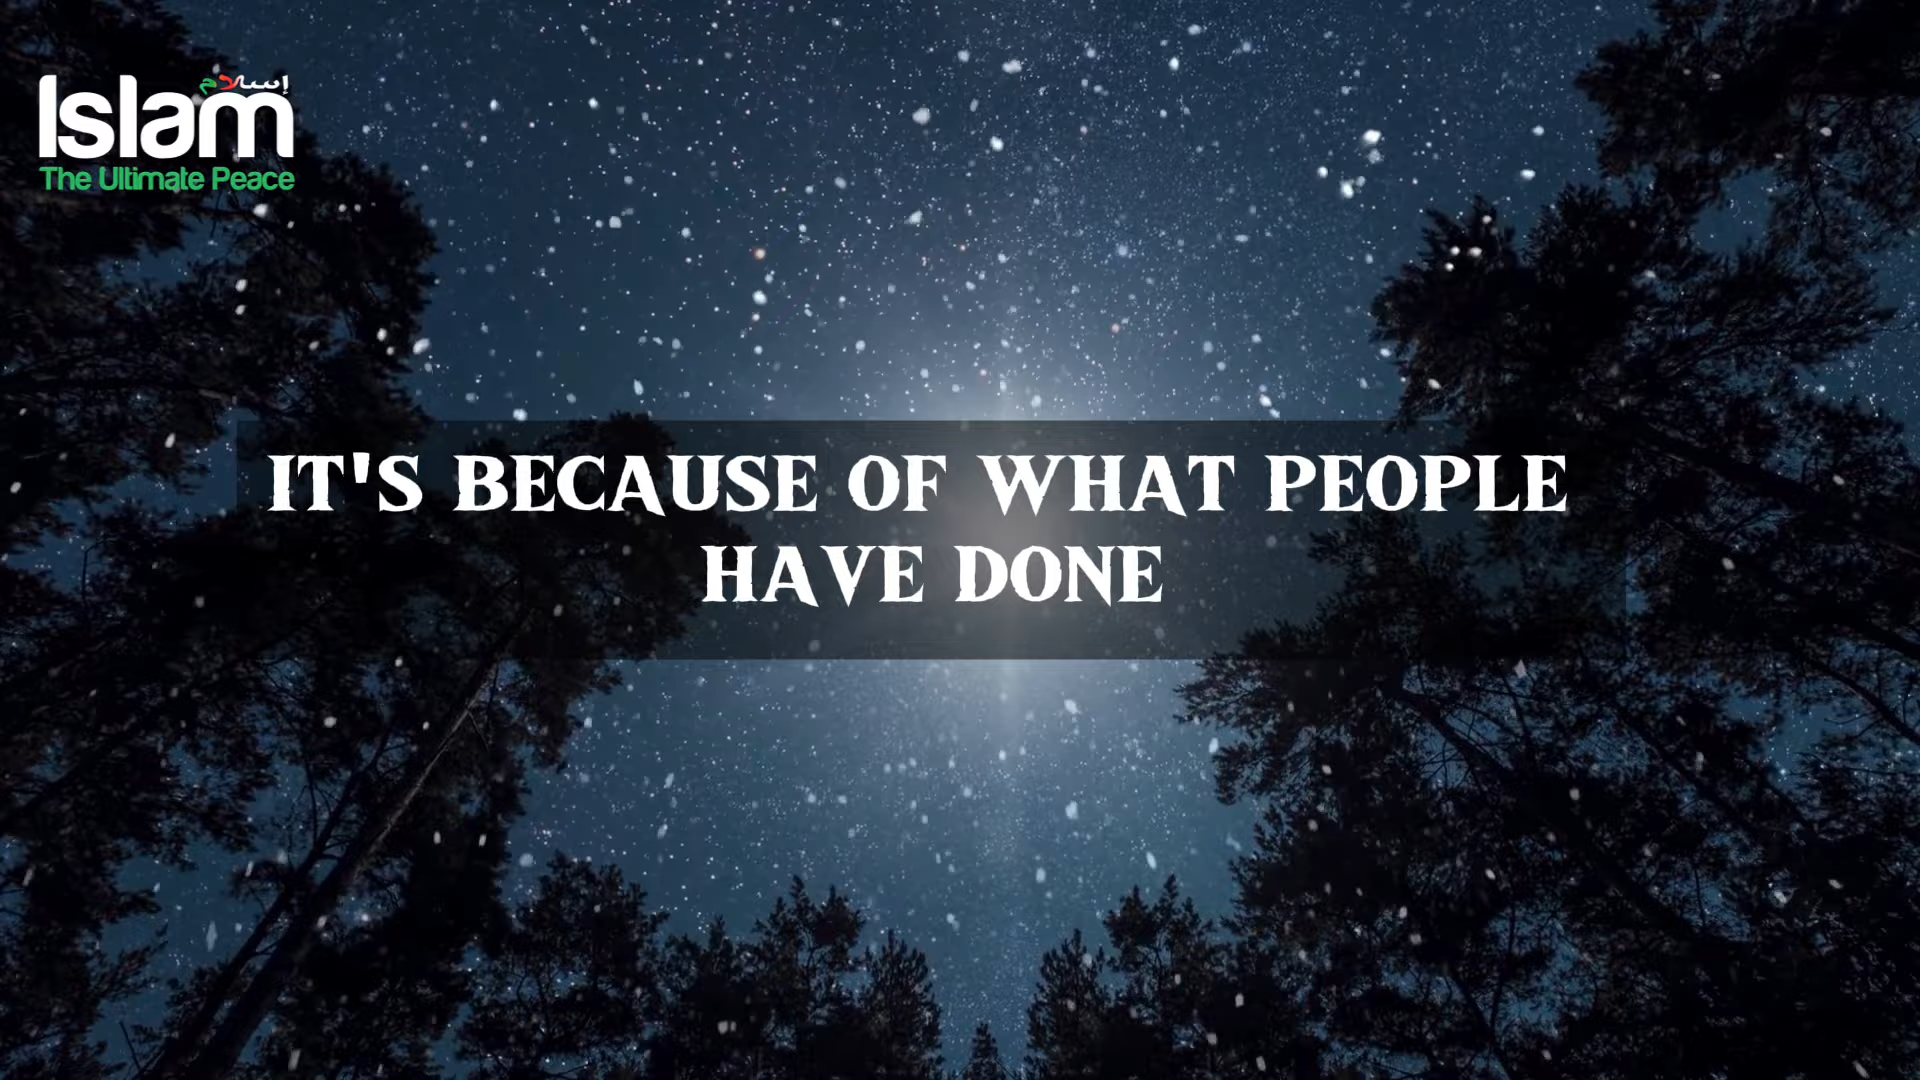 إسلام
Islam
The Ultimate Peace
IT'S BECAUSE OF WHAT PEOPLE
HAVE DONE